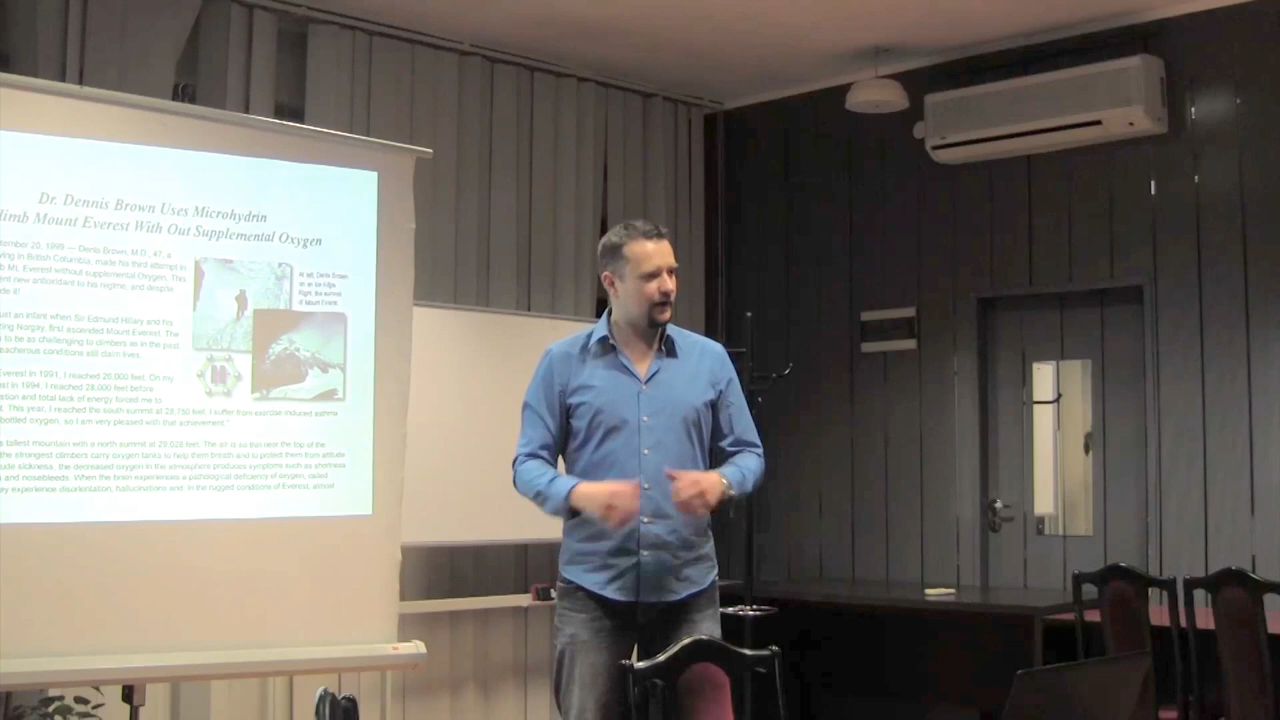 Dr. Dennis Brown Uses Microhydrin
limb Mount Everest With Out Supplemental Oxygen
tember 20, 1999 — Denis Brown, M.D., 47, a
ving in British Columbia, made his third attempt to
b Mt. Everest without supplemental Oxygen. This
ent new antioxidant to his regime, and despite
de it!
At left, Denis Brown
on an ice ridge.
Right, the summit
of Mount Everest.
ust an infant when Sir Edmund Hillary and his
zing Norgay, first ascended Mount Everest. The
to be as challenging to climbers as in the past.
eacherous conditions still claim lives.
Everest in 1991, I reached 26,000 feet. On my
est in 1994, I reached 28,000 feet before
stion and total lack of energy forced me to
t. This year, I reached the south summit at 28,750 feet. I suffer from exercise induced asthma
bottled oxygen, so I am very pleased with that achievement."
s tallest mountain with a north summit at 29,028 feet. The air is so thin near the top of the
the strongest climbers carry oxygen tanks to help them breath and to protect them from altitude
ude sickness, the decreased oxygen in the atmosphere produces symptoms such as shortness
and nosebleeds. When the brain experiences a pathological deficiency of oxygen, called
ey experience disorientation, hallucinations and, in the rugged conditions of Everest, almost